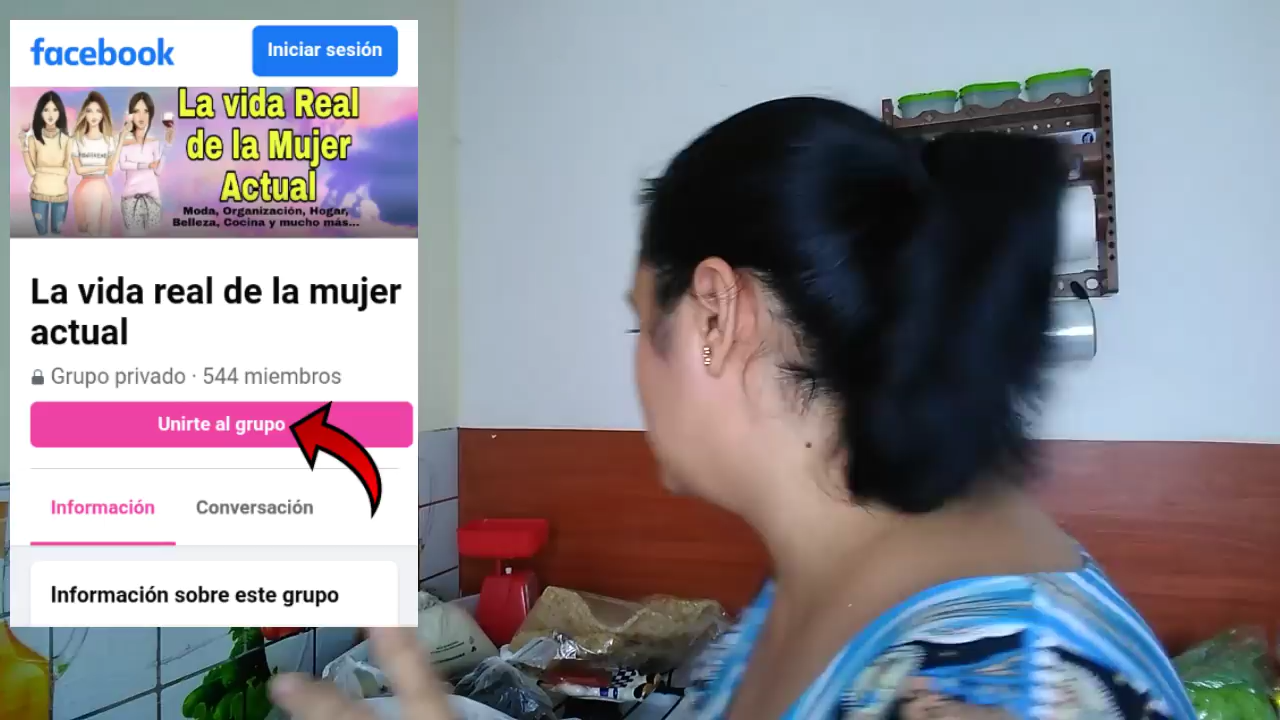 facebook
Iniciar sesión
La vida Real
de la Mujer
Actual
Moda, Organización, Hogar,
Belleza, Cocina y mucho más...
La vida real de la mujer
actual
Grupo privado · 544 miembros
Unirte al grupo
Información
Conversación
Información sobre este grupo